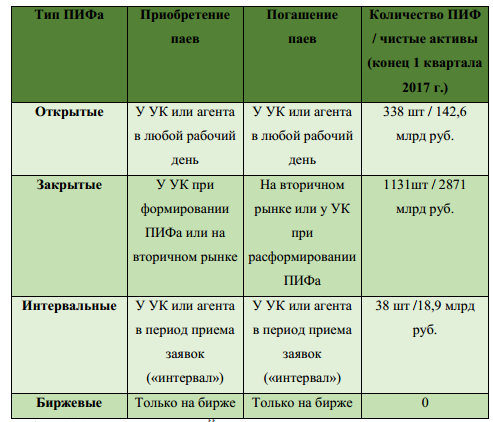 Тип ПИФа
Приобретение
паев
Погашение
паев
Количество ПИФ
/ чистые активы
(конец 1 квартала
2017 г.)
Открытые
У УК или агента
в любой рабочий
день
У УК или агента
в любой рабочий
день
338 шт / 142,6
млрд руб.
Закрытые
У УК при
формировании
ПИФа или на
вторичном рынке
На вторичном
рынке или у УК
при
расформировании
ПИФа
1131шт / 2871
млрд руб.
Интервальные
У УК или агента
в период приема
заявок
(«интервал»)
У УК или агента
в период приема
заявок
(«интервал»)
38 шт /18,9 млрд
руб.
Биржевые
Только на бирже
Только на бирже
0